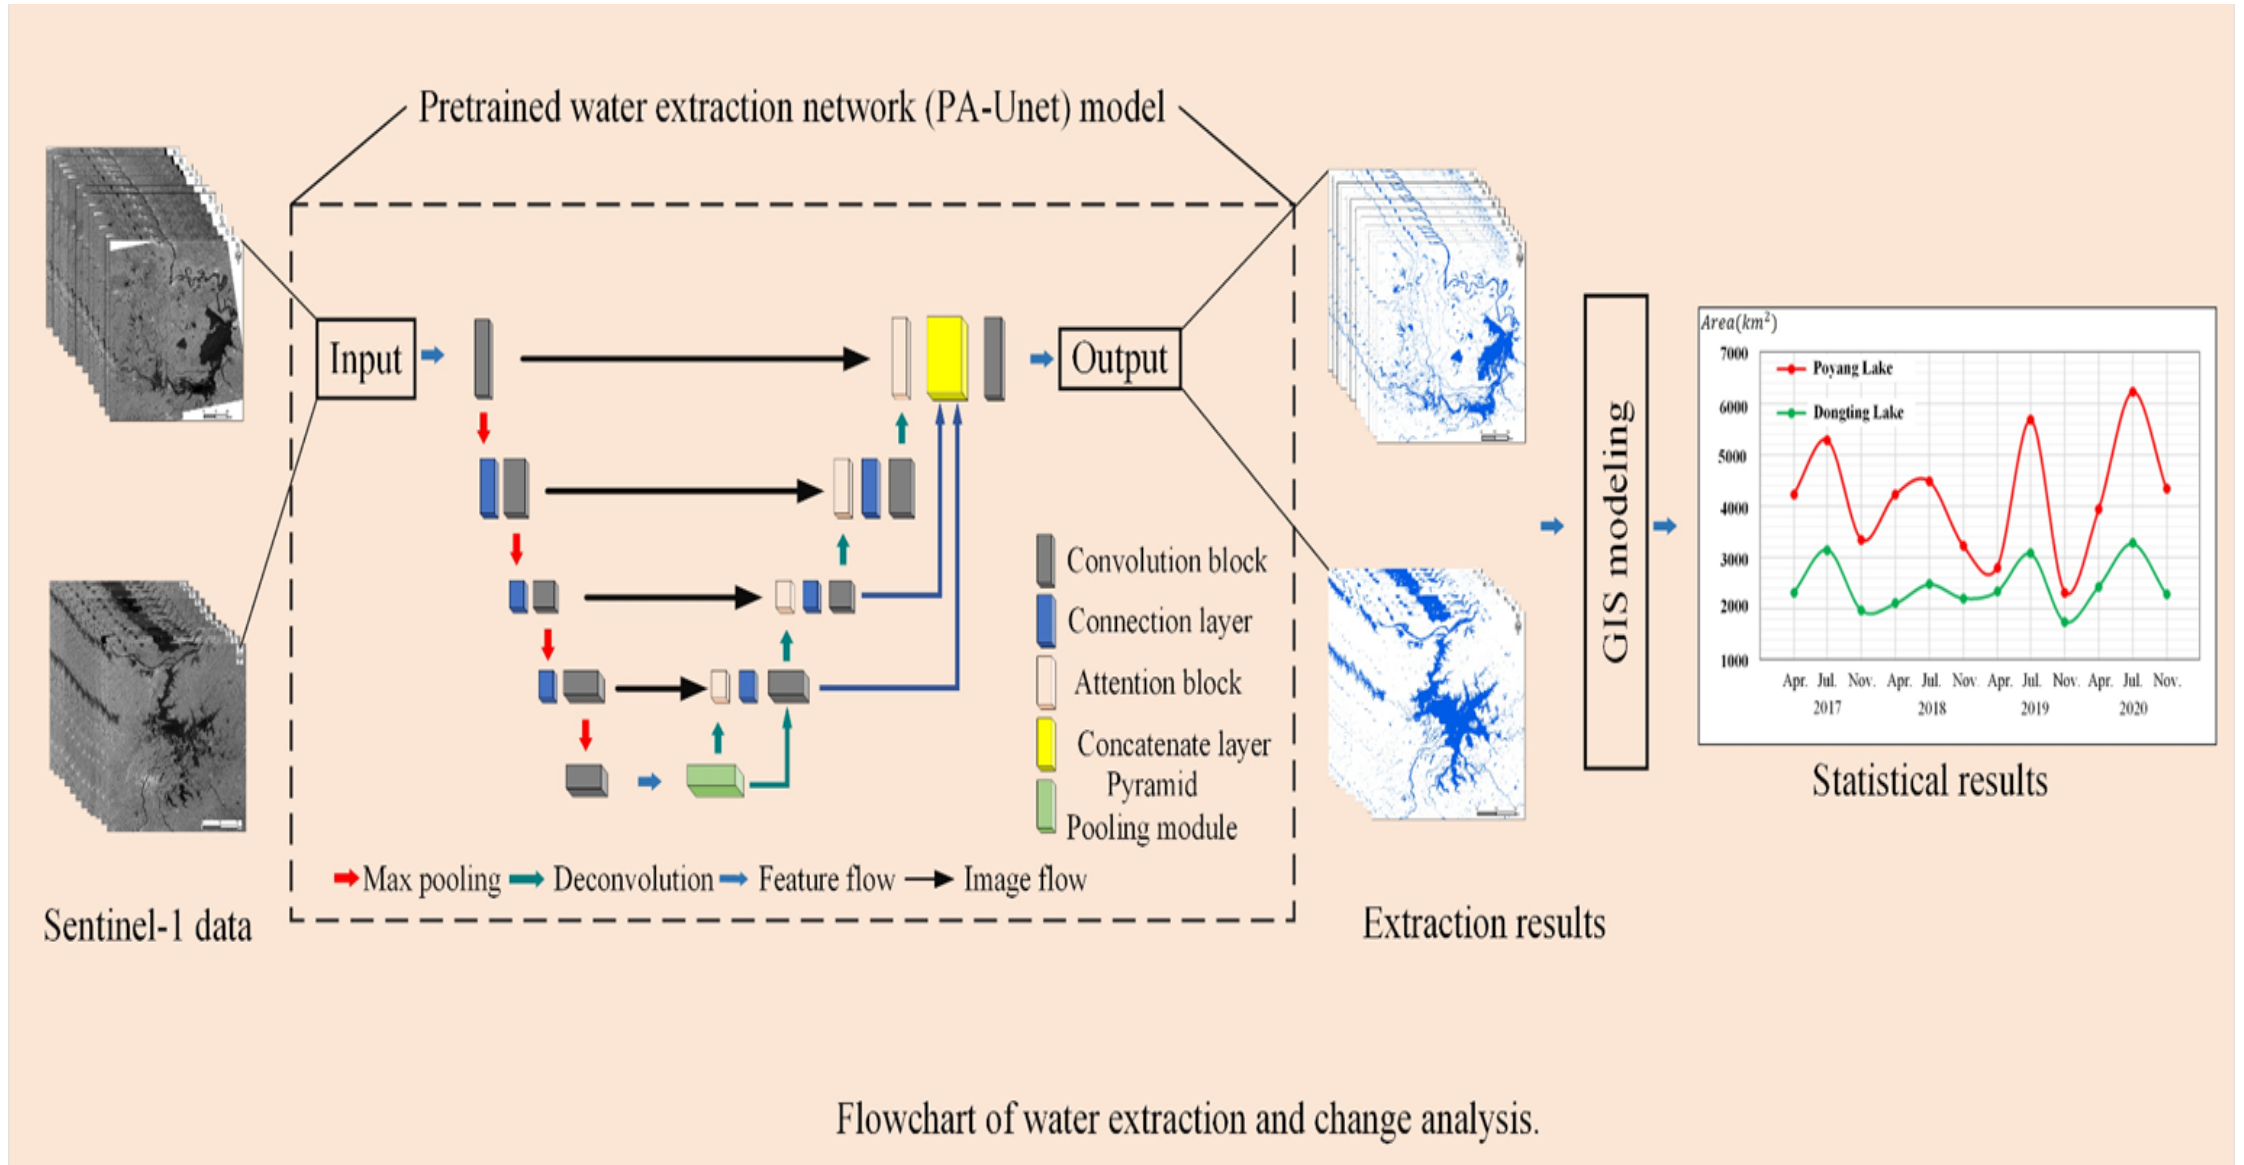 Pretrained water extraction network (PA-Unet) model
Input
Output
Convolution block
Connection layer
Attention block
Concatenate layer
Pyramid
Pooling module
Max pooling
Deconvolution
Feature flow
Image flow
Sentinel-1 data
Extraction results
GIS modeling
Area(km²)
7000
6000
5000
4000
3000
2000
1000
Poyang Lake
Dongting Lake
Apr. Jul. Nov. Apr. Jul. Nov. Apr. Jul. Nov. Apr. Jul. Nov.
2017 2018 2019 2020
Statistical results
Flowchart of water extraction and change analysis.